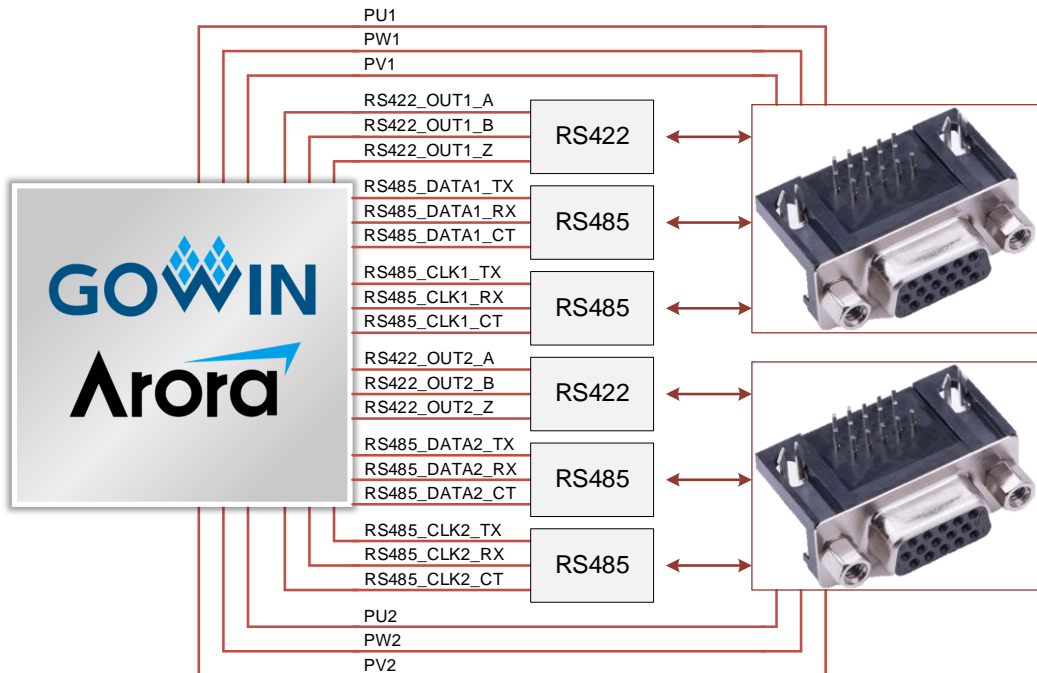 PU1
PW1
PV1
RS422_OUT1_A
RS422_OUT1_B
RS422_OUT1_Z
RS422
RS485_DATA1_TX
RS485_DATA1_RX
RS485_DATA1_CT
RS485
GOWIN
Arora
RS485_CLK1_TX
RS485_CLK1_RX
RS485_CLK1_CT
RS485
RS422_OUT2_A
RS422_OUT2_B
RS422_OUT2_Z
RS422
RS485_DATA2_TX
RS485_DATA2_RX
RS485_DATA2_CT
RS485
RS485_CLK2_TX
RS485_CLK2_RX
RS485_CLK2_CT
RS485
PU2
PW2
PV2